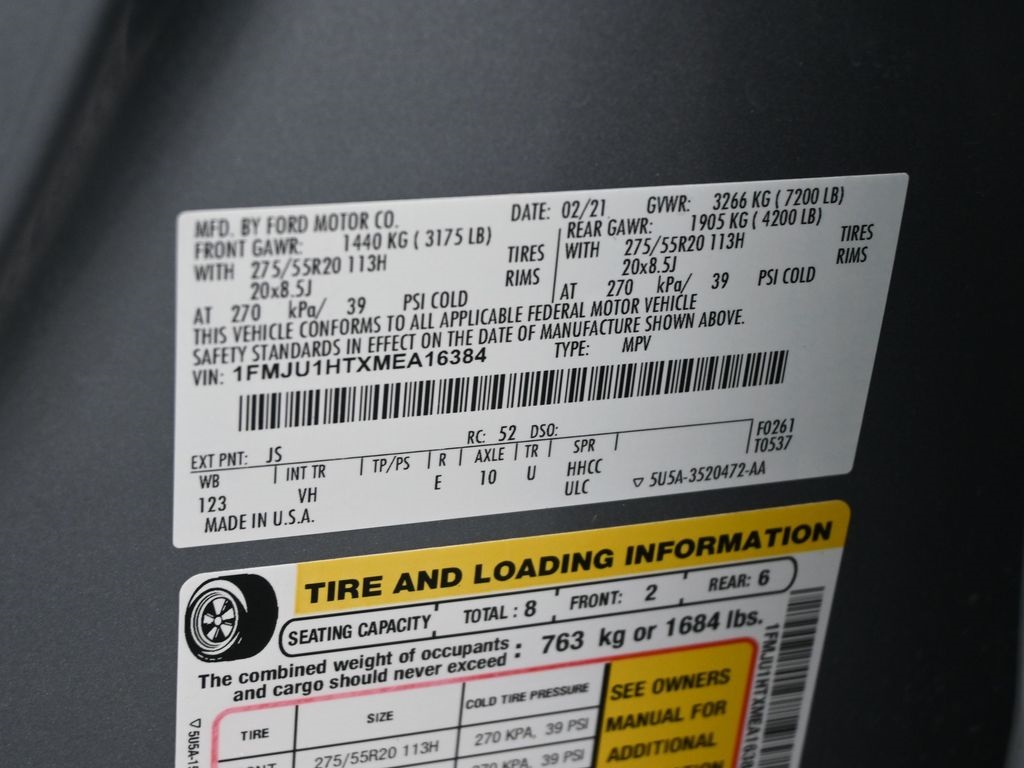 MFD. BY FORD MOTOR CO. DATE: 02/21 GVWR: 3266 KG ( 7200 LB)
FRONT GAWR: 1440 KG ( 3175 LB) REAR GAWR: 1905 KG ( 4200 LB)
WITH 275/55R20 113H TIRES WITH 275/55R20 113H TIRES
20x8.5J RIMS 20x8.5J RIMS
AT 270 kPa/ 39 PSI COLD AT 270 kPa/ 39 PSI COLD
THIS VEHICLE CONFORMS TO ALL APPLICABLE FEDERAL MOTOR VEHICLE
SAFETY STANDARDS IN EFFECT ON THE DATE OF MANUFACTURE SHOWN ABOVE.
VIN: 1FMJU1HTXMEA16384 TYPE: MPV
EXT PNT: JS RC: 52 DSO: F0261
WB INT TR TP/PS R AXLE TR SPR T0537
123 VH E 10 U HHCC
ULC ▽ 5U5A-3520472-AA
MADE IN U.S.A.
TIRE AND LOADING INFORMATION
SEATING CAPACITY TOTAL : 8 FRONT: 2 REAR: 6
The combined weight of occupants and cargo should never exceed : 763 kg or 1684 lbs.
TIRE SIZE COLD TIRE PRESSURE
275/55R20 113H 270 KPA, 39 PSI
270 KPA, 39 PSI
SEE OWNERS
MANUAL FOR
ADDITIONAL
1FMJU1HTXMEA1638
▽ 5U5A-15